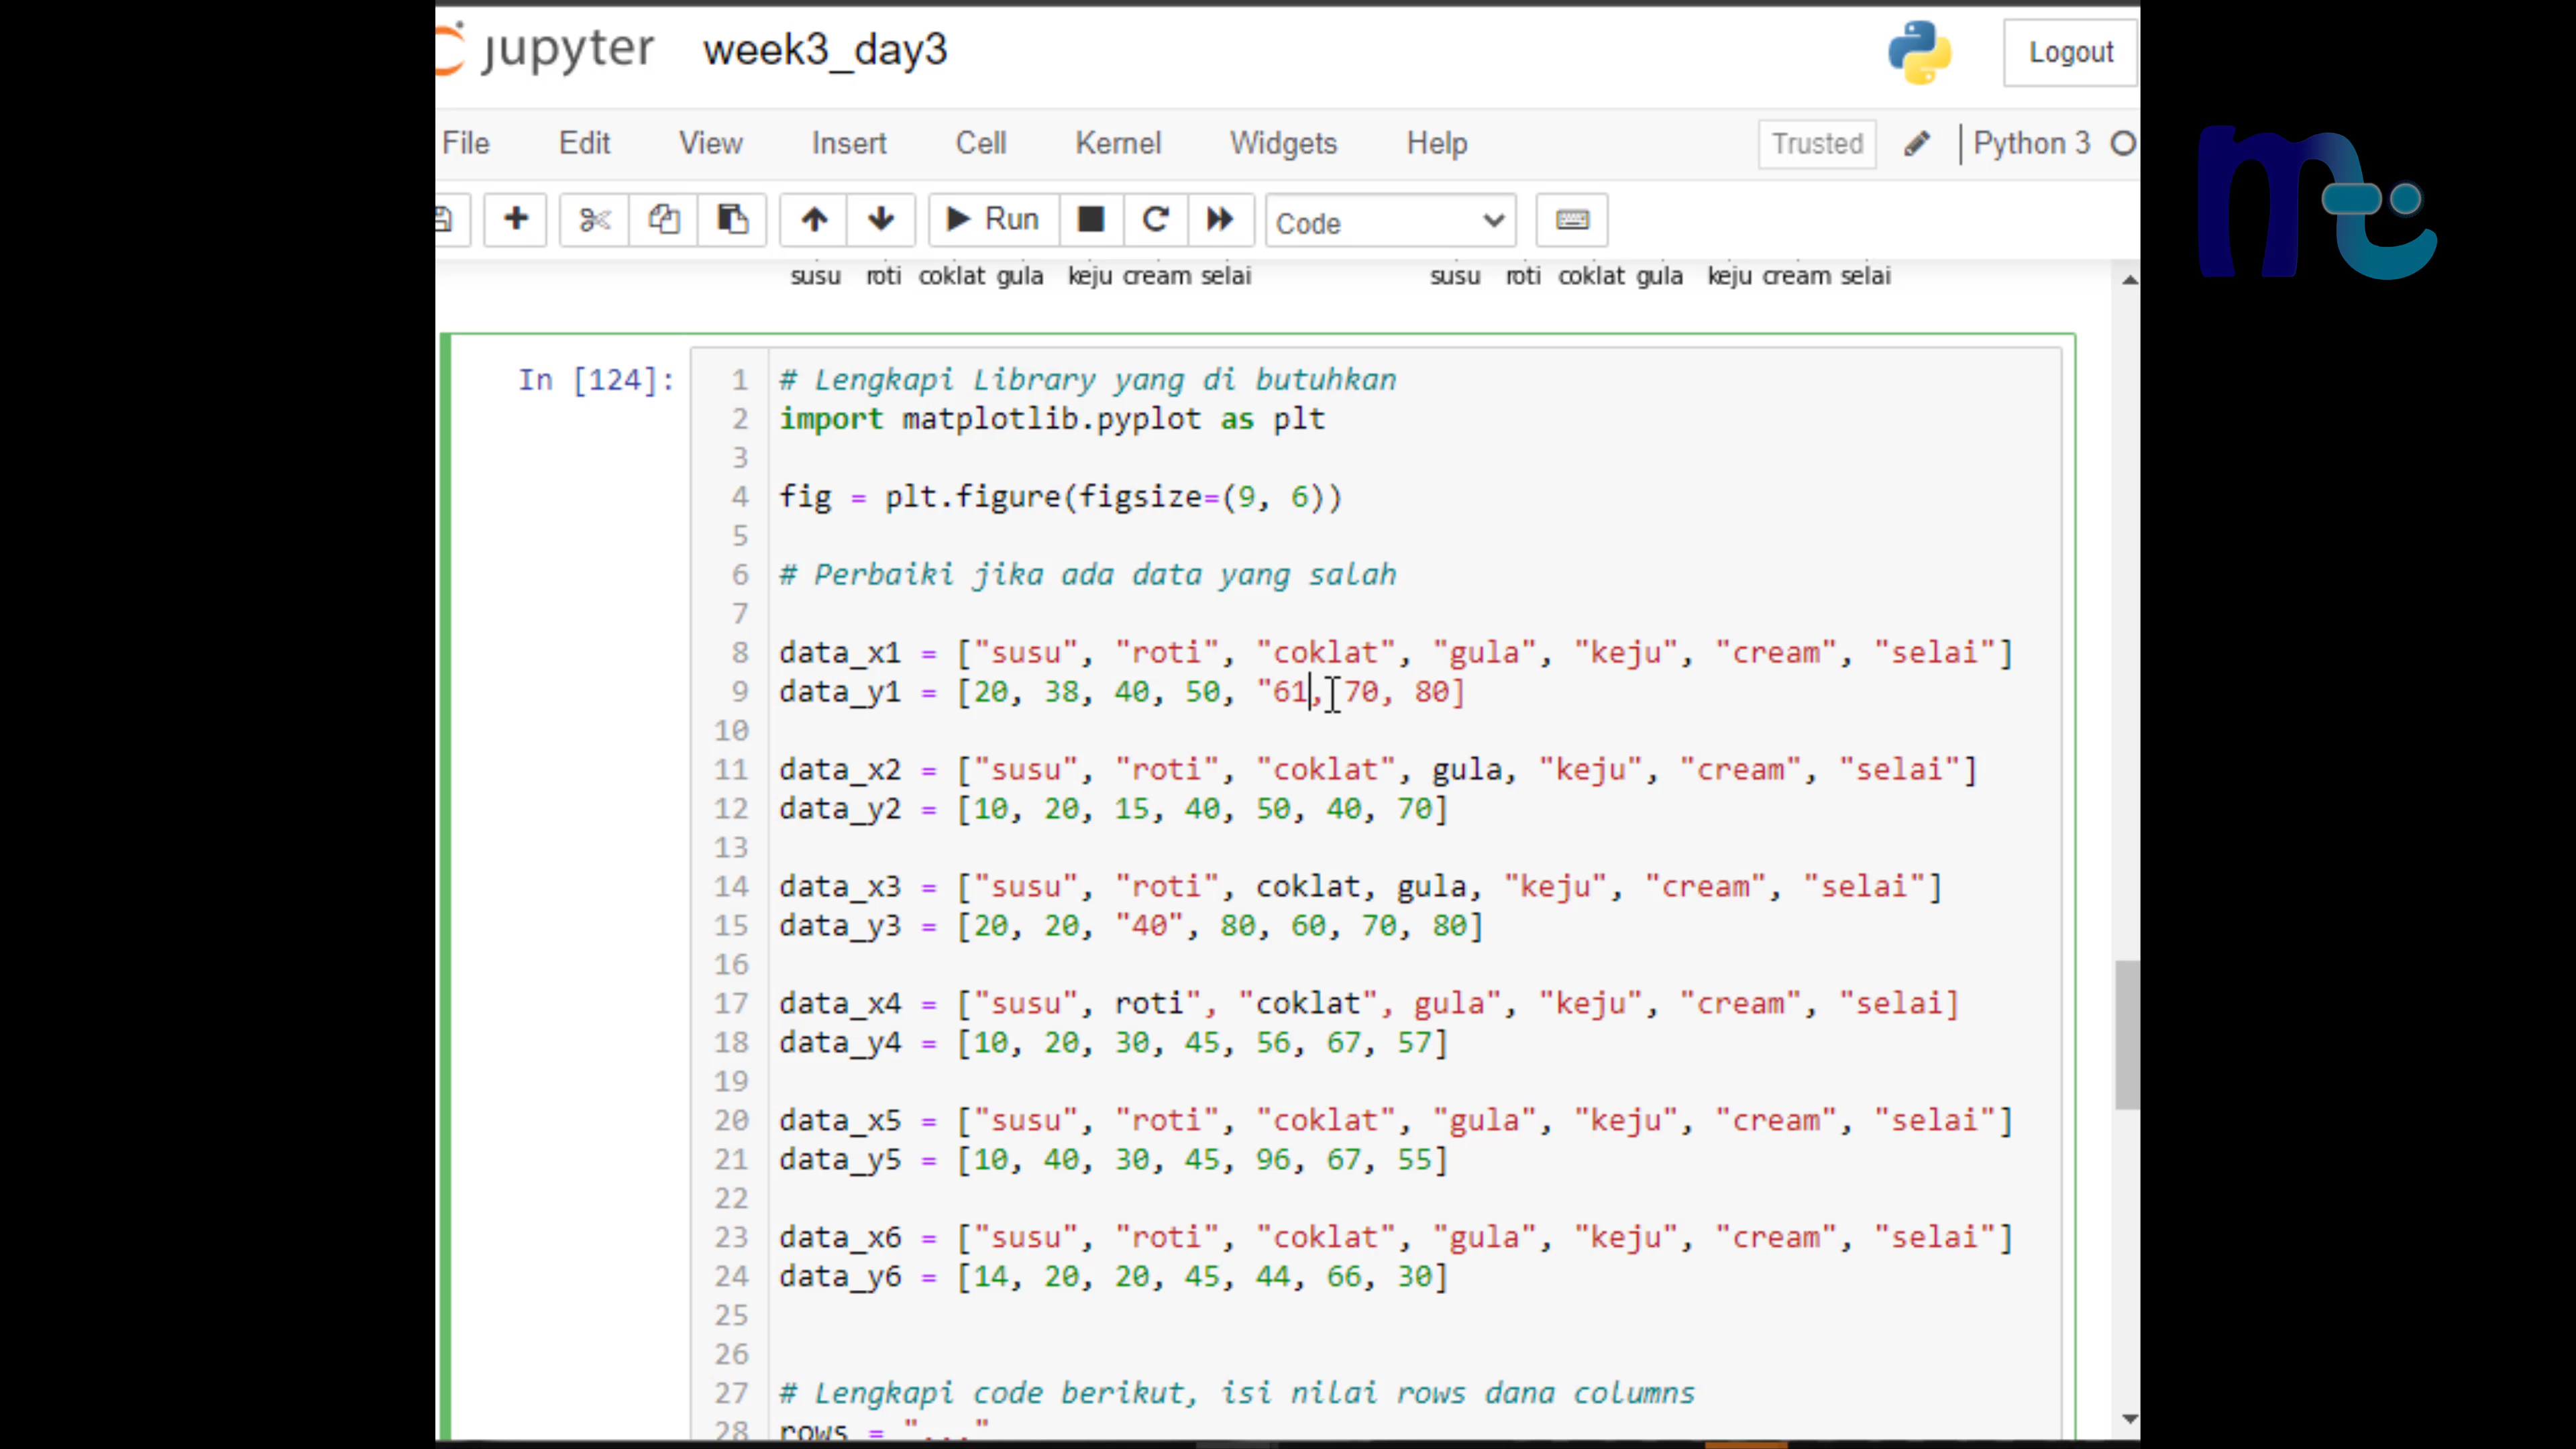 jupyter week3_day3 Logout
File Edit View Insert Cell Kernel Widgets Help Trusted Python 3
Run Code
susu roti coklat gula keju cream selai susu roti coklat gula keju cream selai
In [124]:
1 # Lengkapi Library yang di butuhkan
2 import matplotlib.pyplot as plt
3
4 fig = plt.figure(figsize=(9, 6))
5
6 # Perbaiki jika ada data yang salah
7
8 data_x1 = ["susu", "roti", "coklat", "gula", "keju", "cream", "selai"]
9 data_y1 = [20, 38, 40, 50, "61, 70, 80]
10
11 data_x2 = ["susu", "roti", "coklat", gula, "keju", "cream", "selai"]
12 data_y2 = [10, 20, 15, 40, 50, 40, 70]
13
14 data_x3 = ["susu", "roti", coklat, gula, "keju", "cream", "selai"]
15 data_y3 = [20, 20, "40", 80, 60, 70, 80]
16
17 data_x4 = ["susu", roti", "coklat", gula", "keju", "cream", "selai]
18 data_y4 = [10, 20, 30, 45, 56, 67, 57]
19
20 data_x5 = ["susu", "roti", "coklat", "gula", "keju", "cream", "selai"]
21 data_y5 = [10, 40, 30, 45, 96, 67, 55]
22
23 data_x6 = ["susu", "roti", "coklat", "gula", "keju", "cream", "selai"]
24 data_y6 = [14, 20, 20, 45, 44, 66, 30]
25
26
27 # Lengkapi code berikut, isi nilai rows dana columns
28 rows = "..."